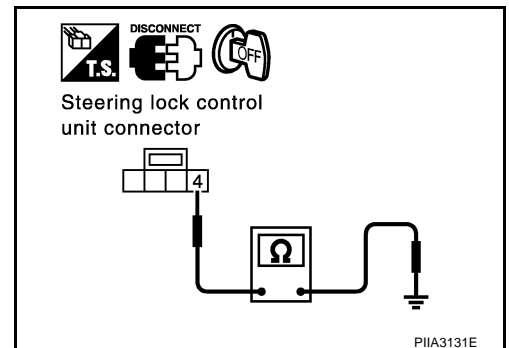 T.S.
DISCONNECT
OFF
Steering lock control
unit connector
4
Ω
PIIA3131E